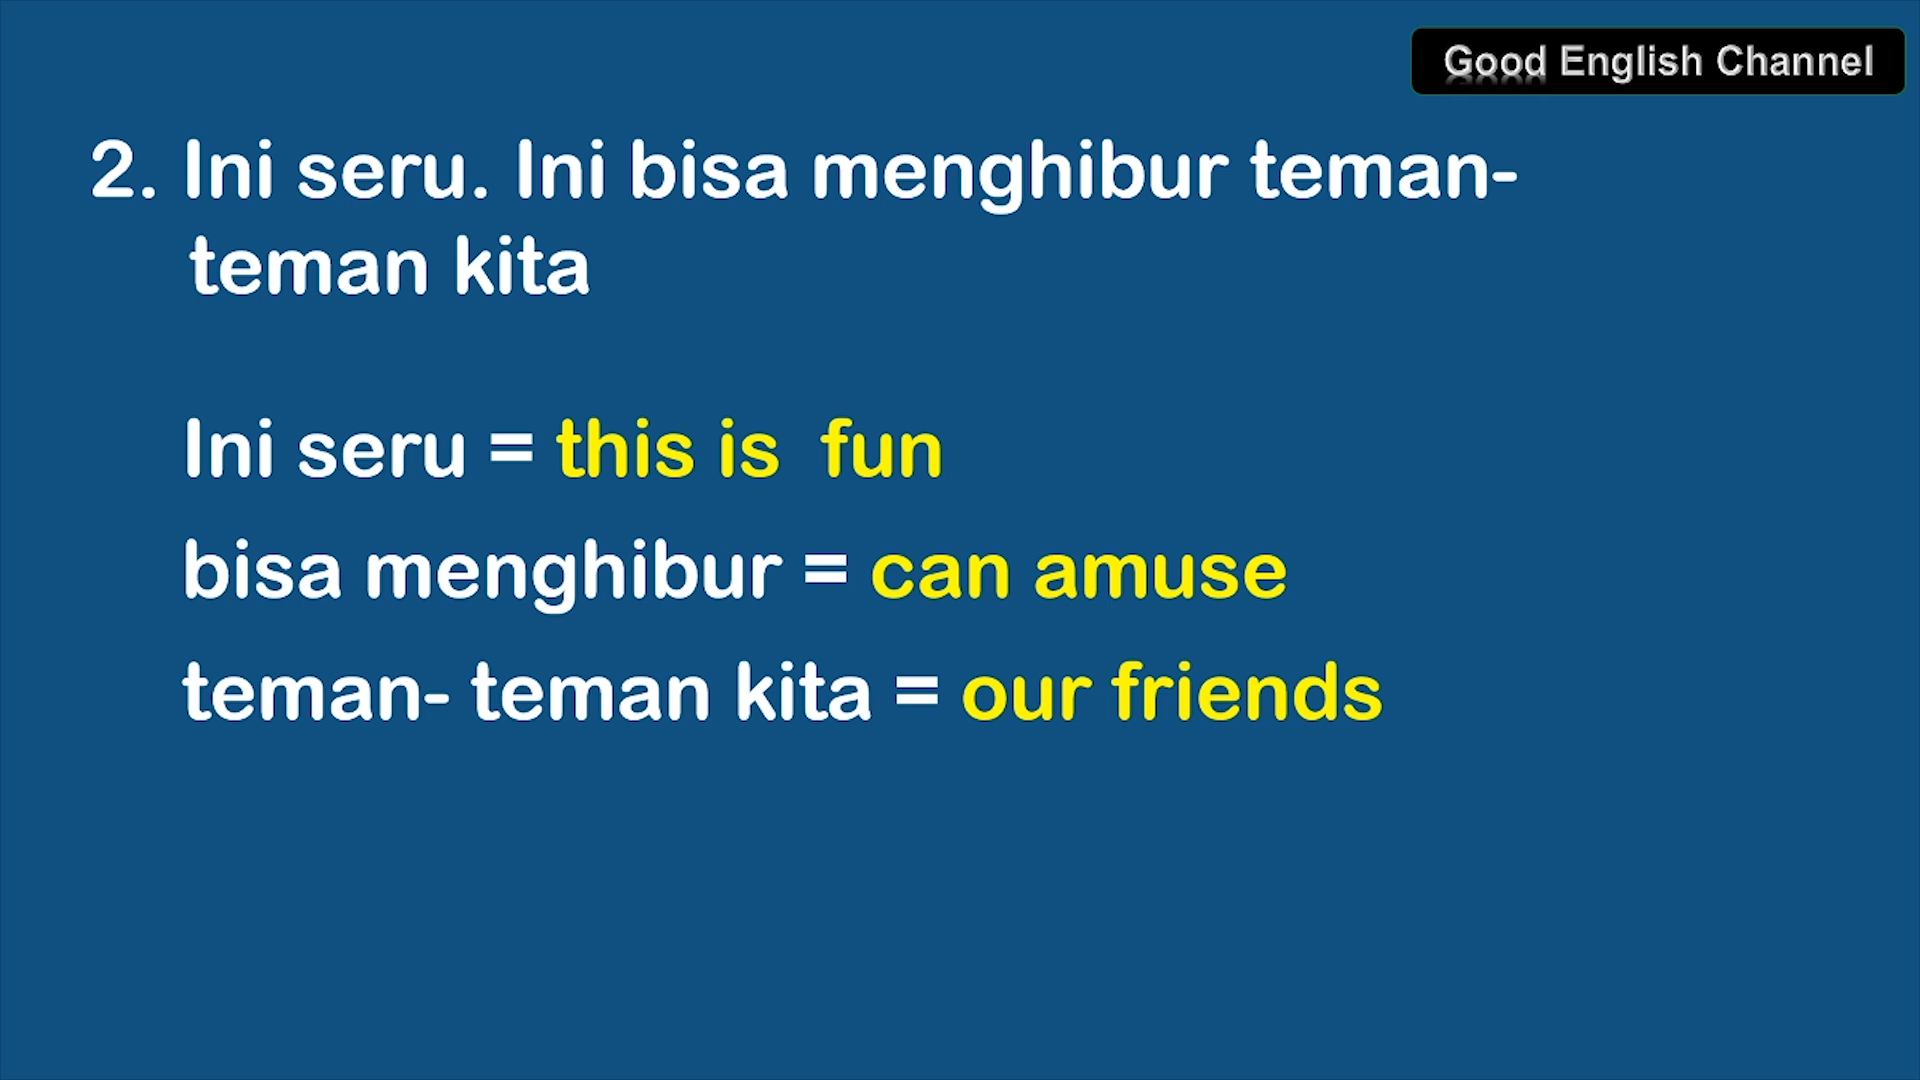 Good English Channel
2. Ini seru. Ini bisa menghibur teman-
teman kita
Ini seru = this is  fun
bisa menghibur = can amuse
teman- teman kita = our friends